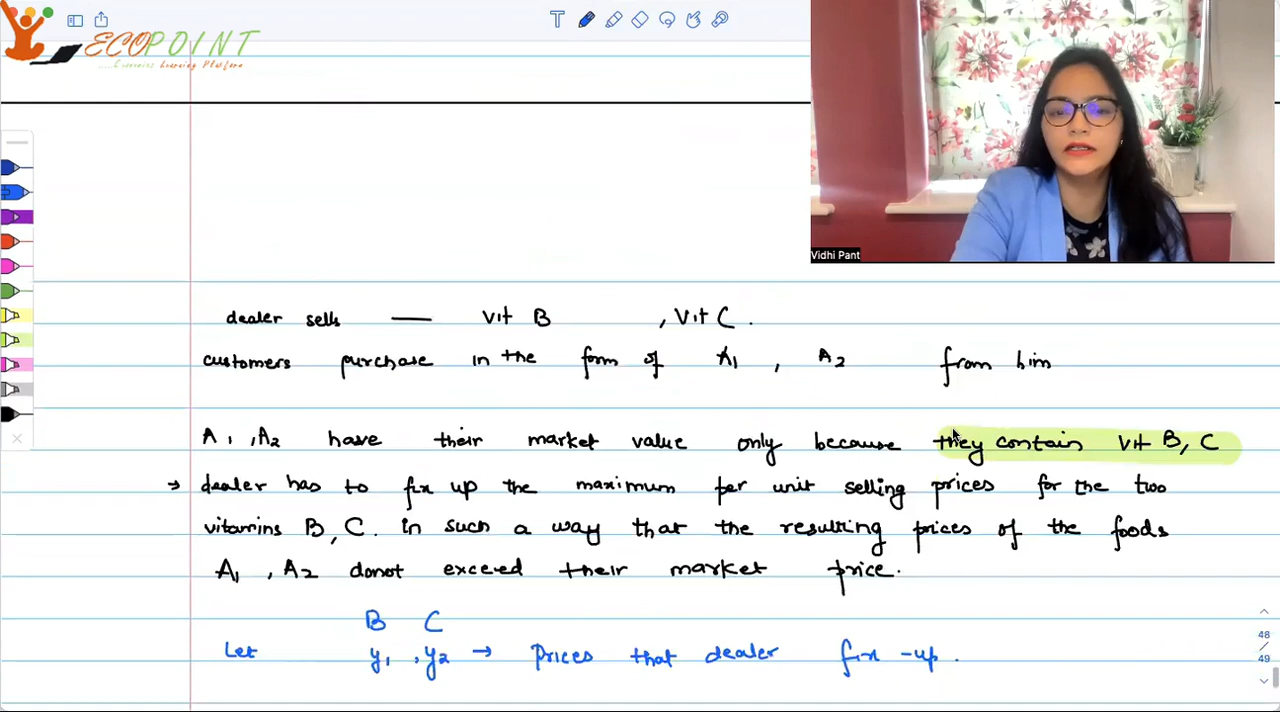 ECOPOINT
Economics Learning Platform
T
Vidhi Pant
dealer sells — Vit B , Vit C .
customers purchase in the form of A1 , A2 from him
A1 , A2 have their market value only because they contain Vit B, C
→ dealer has to fix up the maximum per unit selling prices for the two
vitamins B, C. In such a way that the resulting prices of the foods
A1 , A2 donot exceed their market price.
B C
Let y1 , y2 → Prices that dealer fix -up .
48
/
49